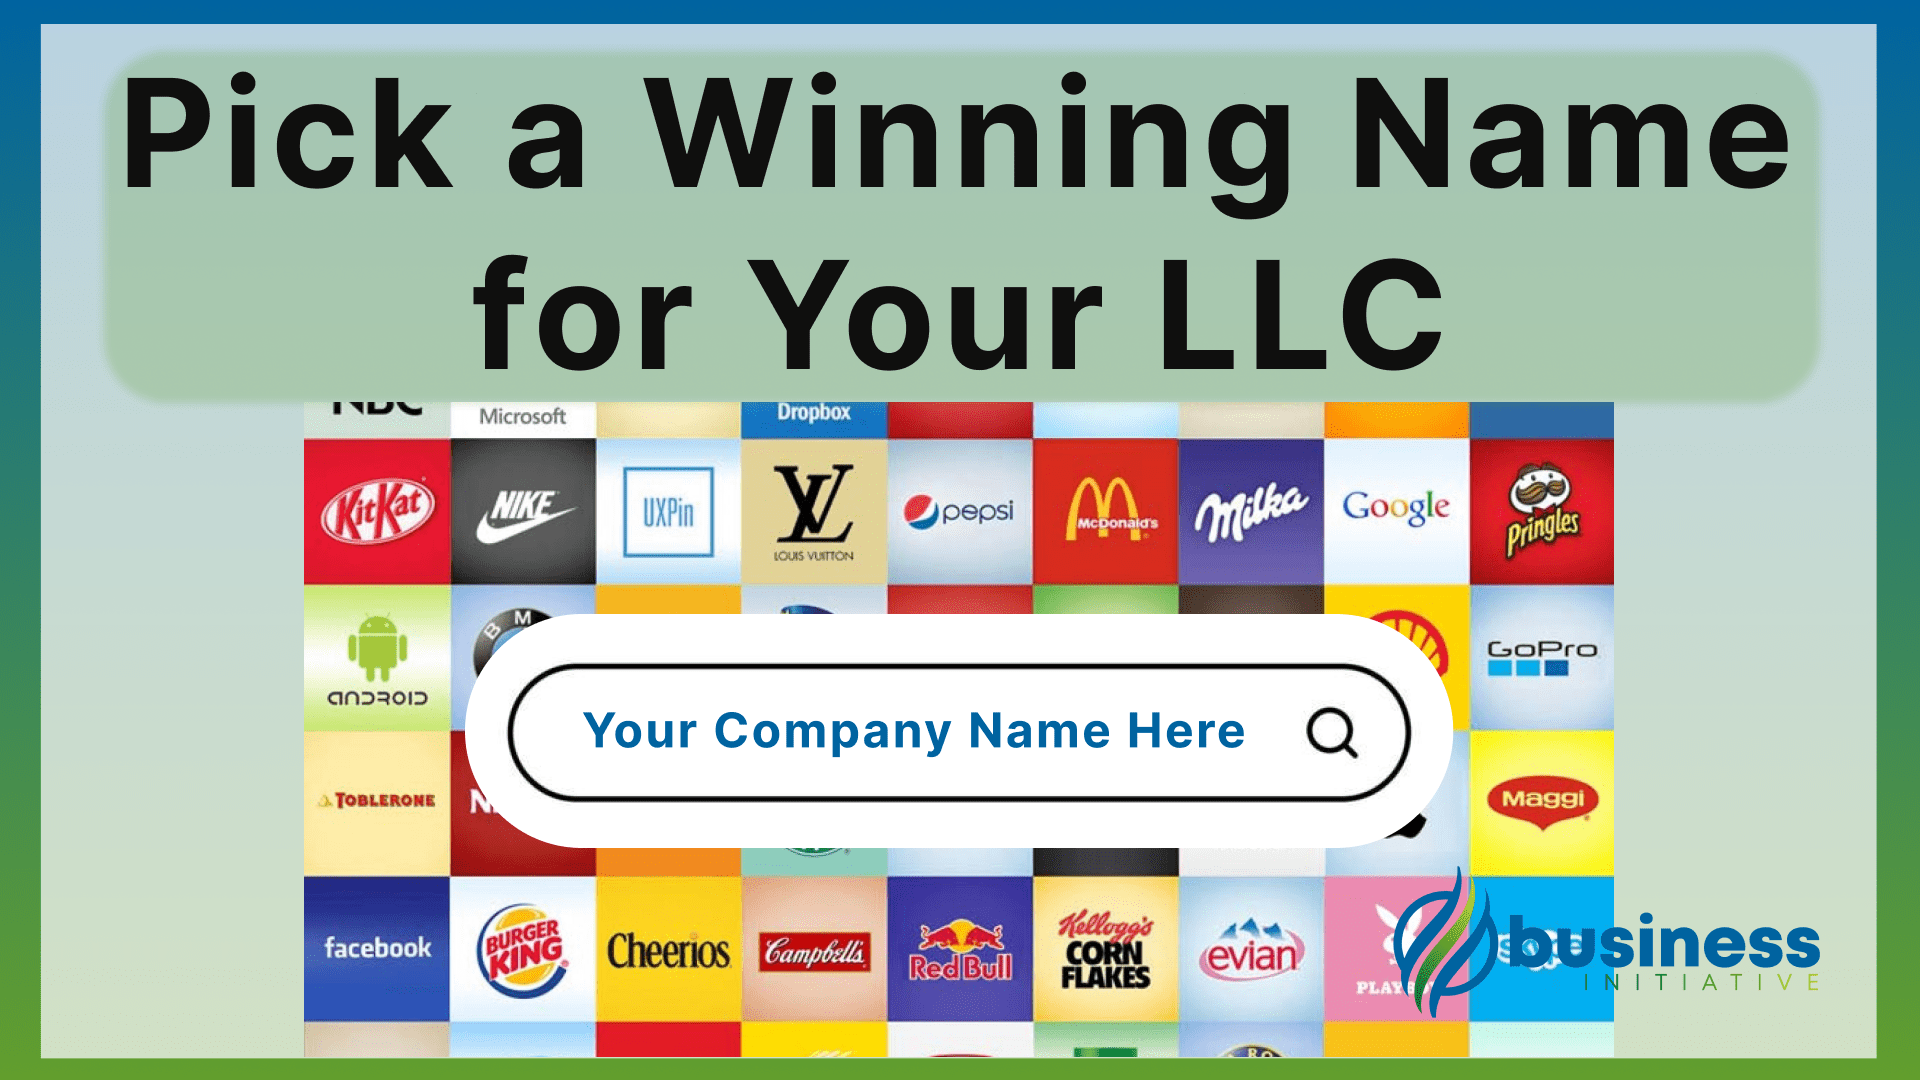 Pick a Winning Name
for Your LLC
NBC
Microsoft
Dropbox
KitKat
NIKE
UXPin
LV
LOUIS VUITTON
pepsi
McDonald's
Milka
Google
Pringles
ANDROID
BM
GoPro
Your Company Name Here
TOBLERONE
Maggi
facebook
BURGER
KING
Cheerios
Campbell's
Red Bull
Kellogg's
CORN
FLAKES
evian
PLAYBOY
business
INITIATIVE